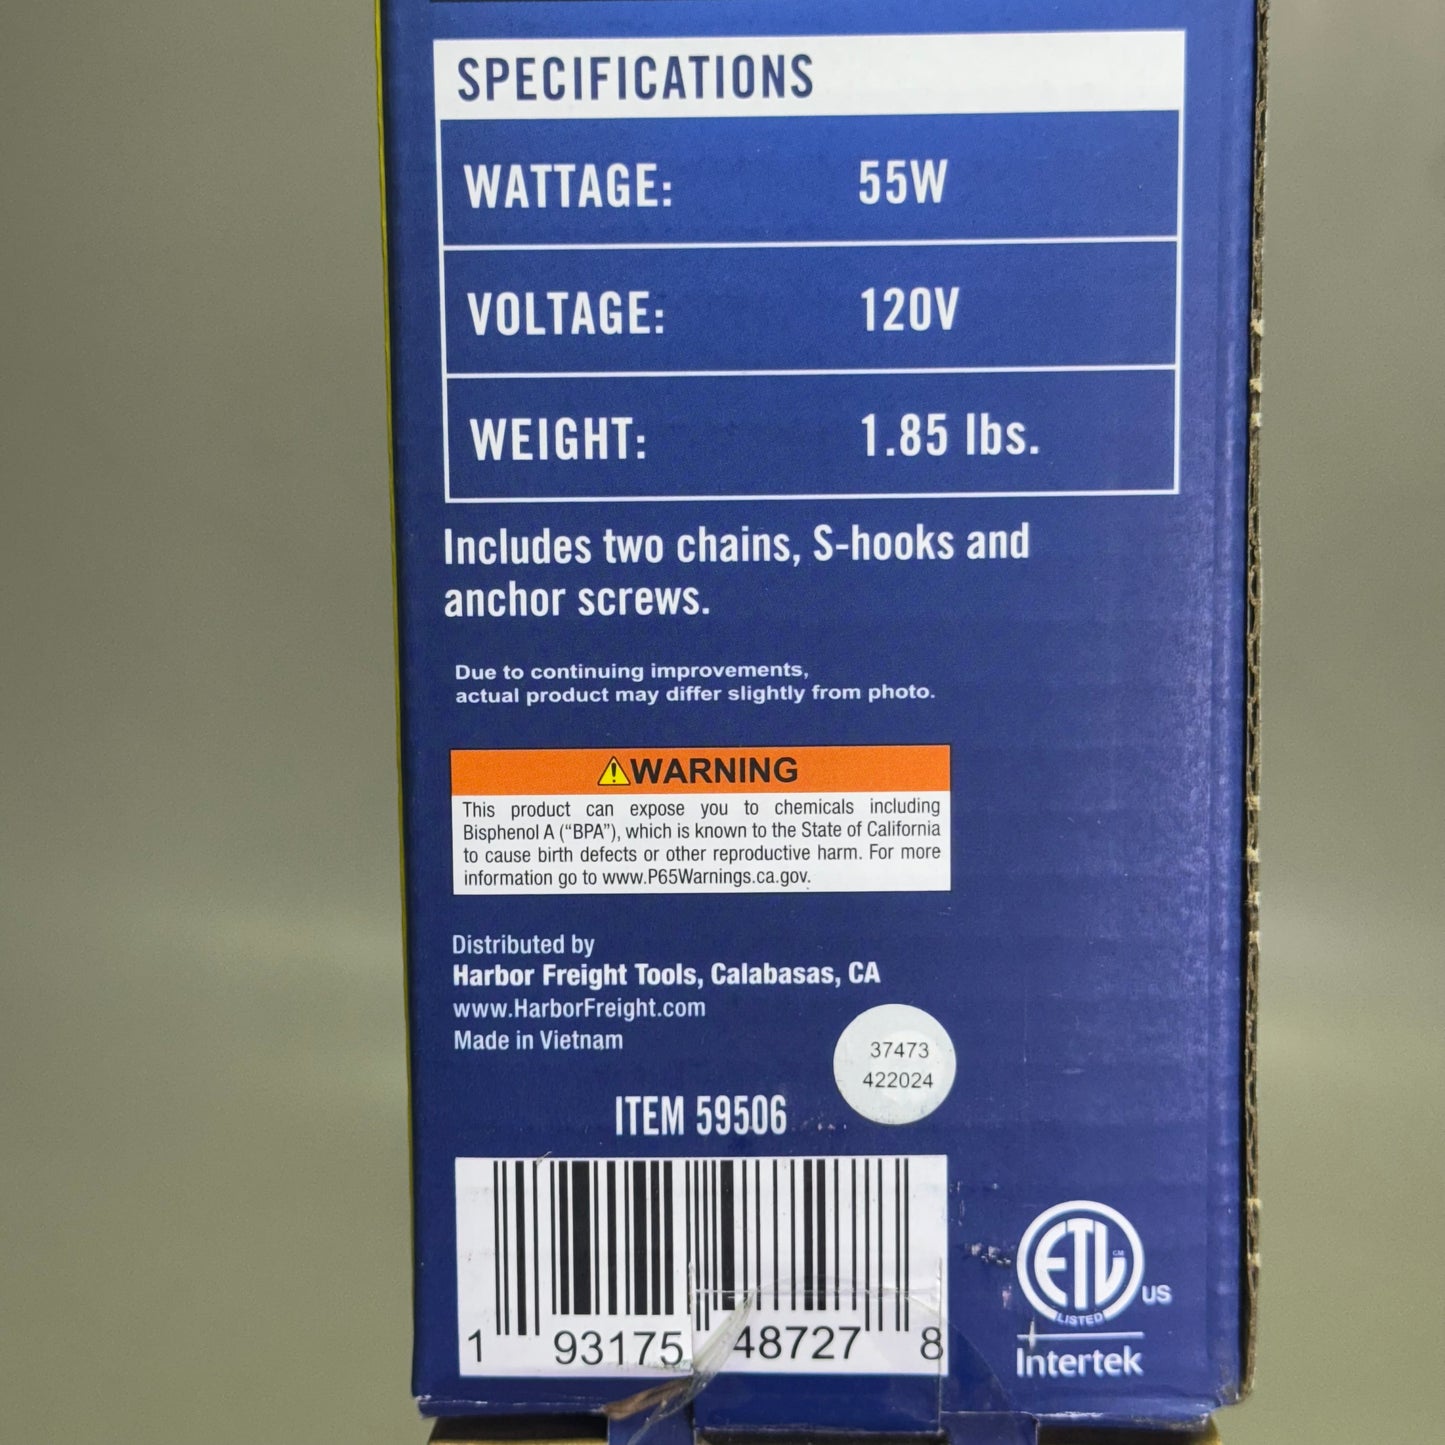 SPECIFICATIONS
WATTAGE: 55W
VOLTAGE: 120V
WEIGHT: 1.85 lbs.
Includes two chains, S-hooks and
anchor screws.
Due to continuing improvements,
actual product may differ slightly from photo.
WARNING
This product can expose you to chemicals including
Bisphenol A (“BPA”), which is known to the State of California
to cause birth defects or other reproductive harm. For more
information go to www.P65Warnings.ca.gov.
Distributed by
Harbor Freight Tools, Calabasas, CA
www.HarborFreight.com
Made in Vietnam
37473
422024
ITEM 59506
1 93175 48727 8
ETL CM
LISTED
US
Intertek